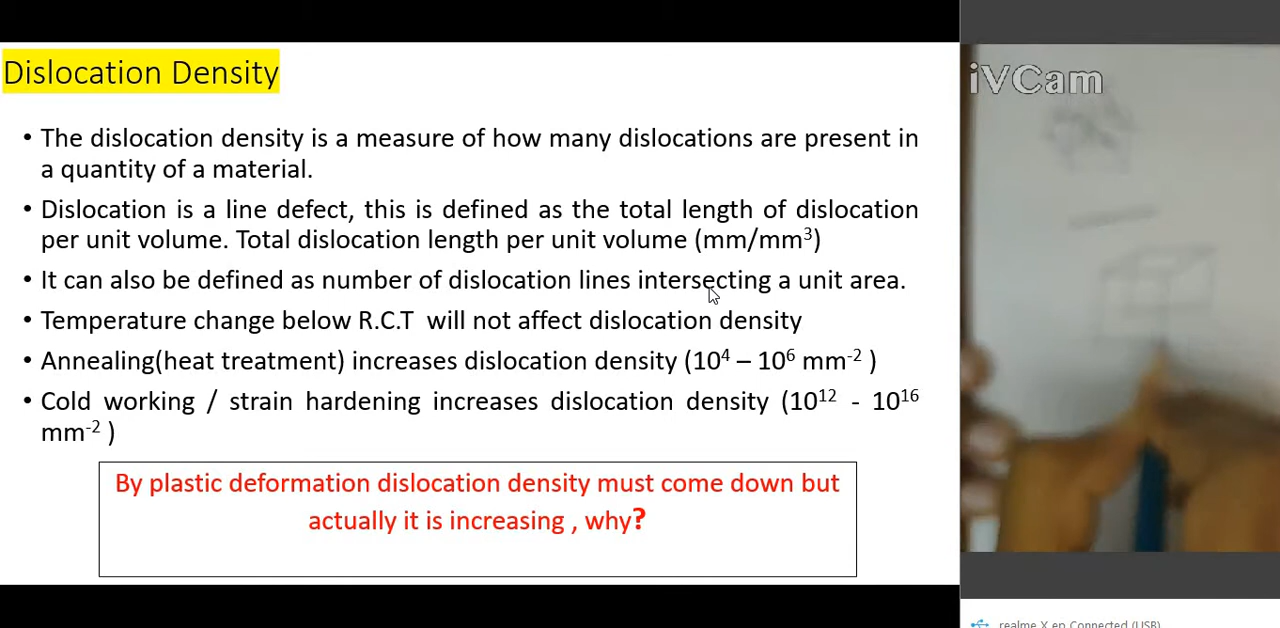 Dislocation Density
iVCam
• The dislocation density is a measure of how many dislocations are present in
a quantity of a material.
• Dislocation is a line defect, this is defined as the total length of dislocation
per unit volume. Total dislocation length per unit volume (mm/mm³)
• It can also be defined as number of dislocation lines intersecting a unit area.
• Temperature change below R.C.T will not affect dislocation density
• Annealing(heat treatment) increases dislocation density (10⁴ – 10⁶ mm⁻² )
• Cold working / strain hardening increases dislocation density (10¹² - 10¹⁶
mm⁻² )
By plastic deformation dislocation density must come down but
actually it is increasing , why?
realme X en Connected (USB)